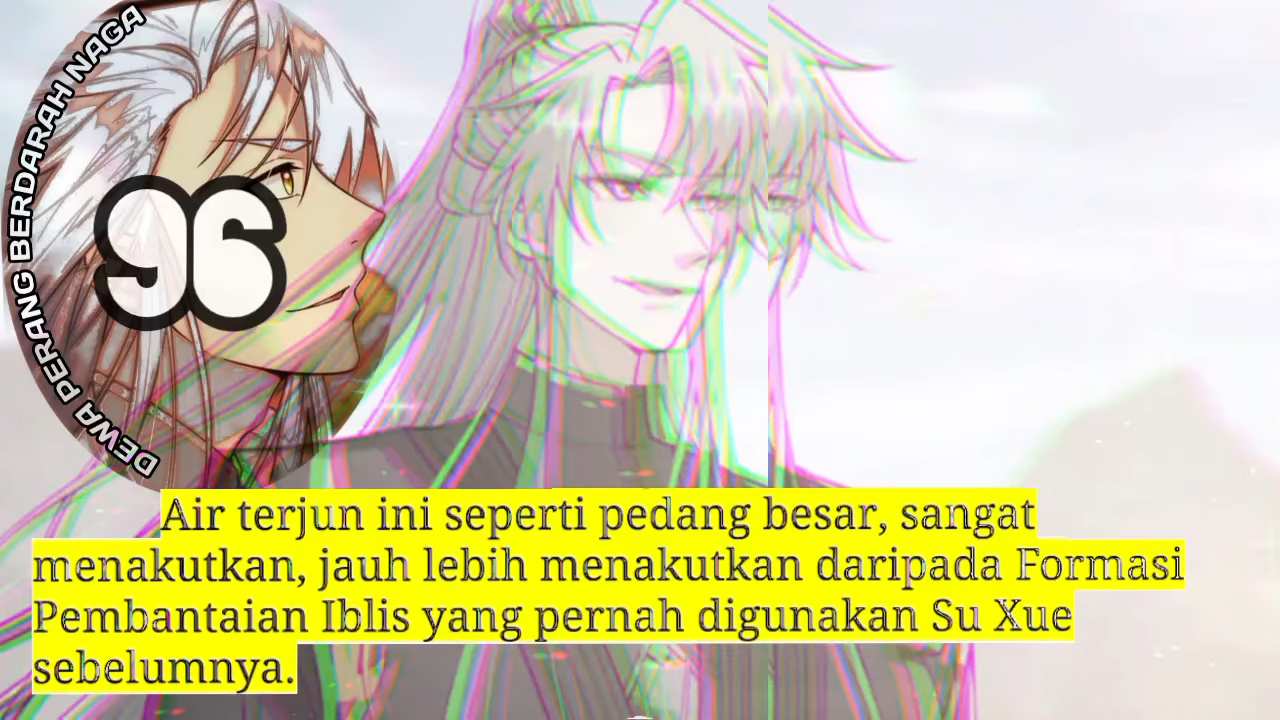 DEWA PERANG BERDARAH NAGA
96
Air terjun ini seperti pedang besar, sangat
menakutkan, jauh lebih menakutkan daripada Formasi
Pembantaian Iblis yang pernah digunakan Su Xue
sebelumnya.